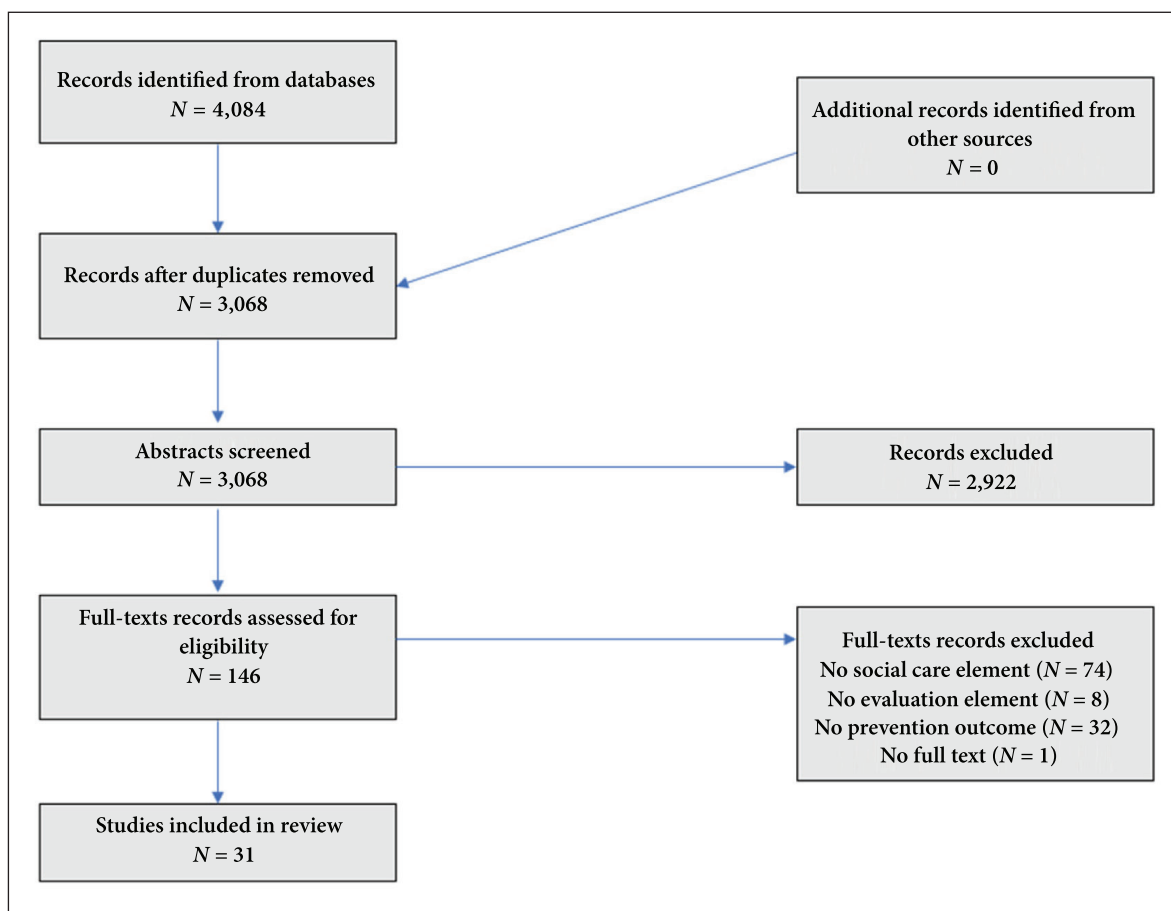 Records identified from databases
N = 4,084
Additional records identified from
other sources
N = 0
Records after duplicates removed
N = 3,068
Abstracts screened
N = 3,068
Records excluded
N = 2,922
Full-texts records assessed for
eligibility
N = 146
Full-texts records excluded
No social care element (N = 74)
No evaluation element (N = 8)
No prevention outcome (N = 32)
No full text (N = 1)
Studies included in review
N = 31